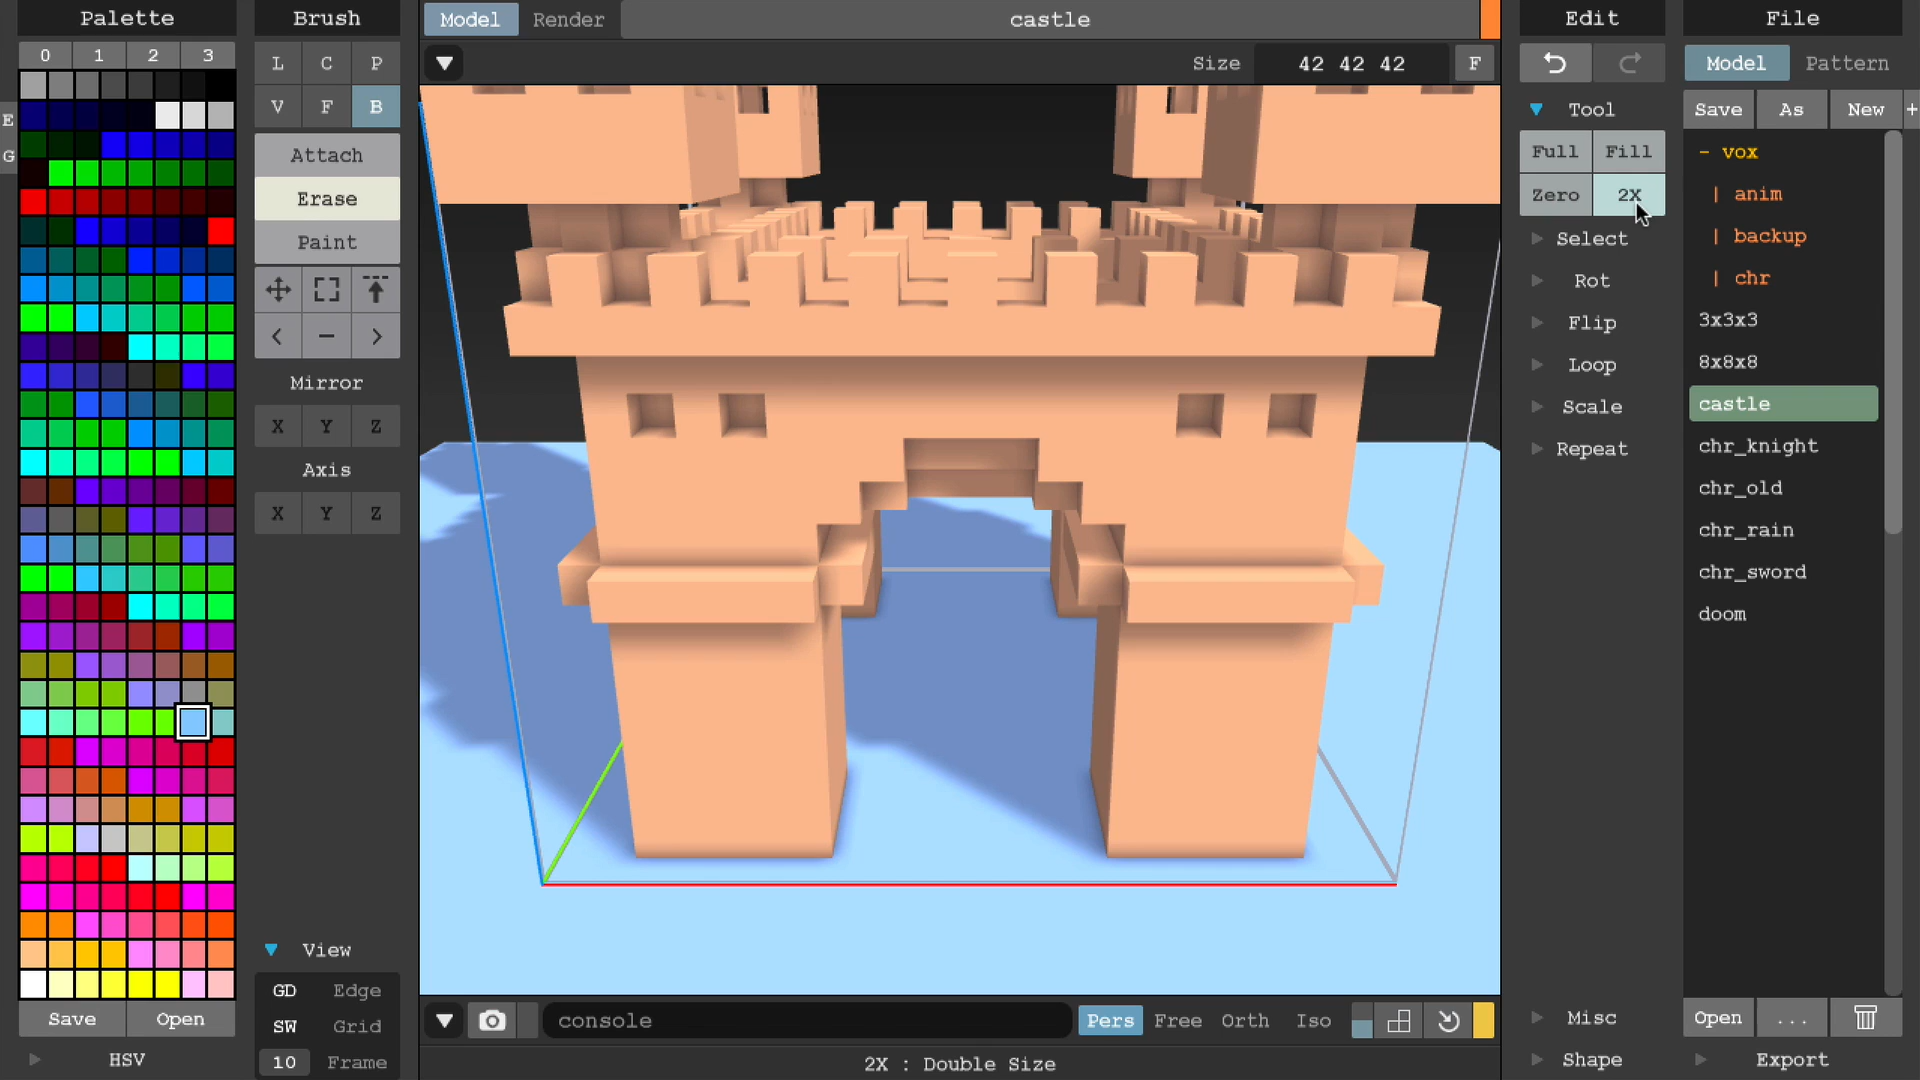 Palette
0 1 2 3
E
G
Save Open
HSV
Brush
L C P
V F B
Attach
Erase
Paint
< − >
Mirror
X Y Z
Axis
X Y Z
View
GD Edge
SW Grid
10 Frame
Model Render castle
Size 42 42 42 F
console Pers Free Orth Iso
2X : Double Size
Edit
Tool
Full Fill
Zero 2X
Select
Rot
Flip
Loop
Scale
Repeat
Misc
Shape
File
Model Pattern
Save As New +
- vox
| anim
| backup
| chr
3x3x3
8x8x8
castle
chr_knight
chr_old
chr_rain
chr_sword
doom
Open ...
Export